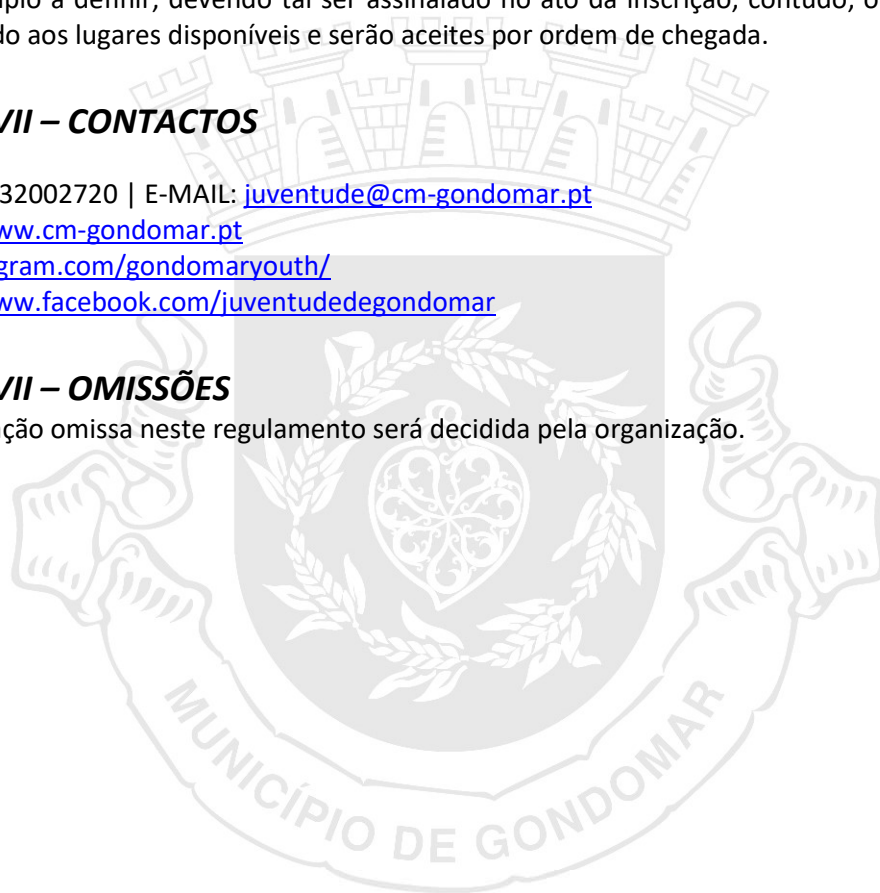 pio a definir, devendo tal ser assinalado no ato da inscrição, contudo, o
do aos lugares disponíveis e serão aceites por ordem de chegada.
VII – CONTACTOS
32002720 | E-MAIL: juventude@cm-gondomar.pt
ww.cm-gondomar.pt
gram.com/gondomaryouth/
ww.facebook.com/juventudedegondomar
VII – OMISSÕES
ção omissa neste regulamento será decidida pela organização.
MUNICÍPIO DE GONDOMAR